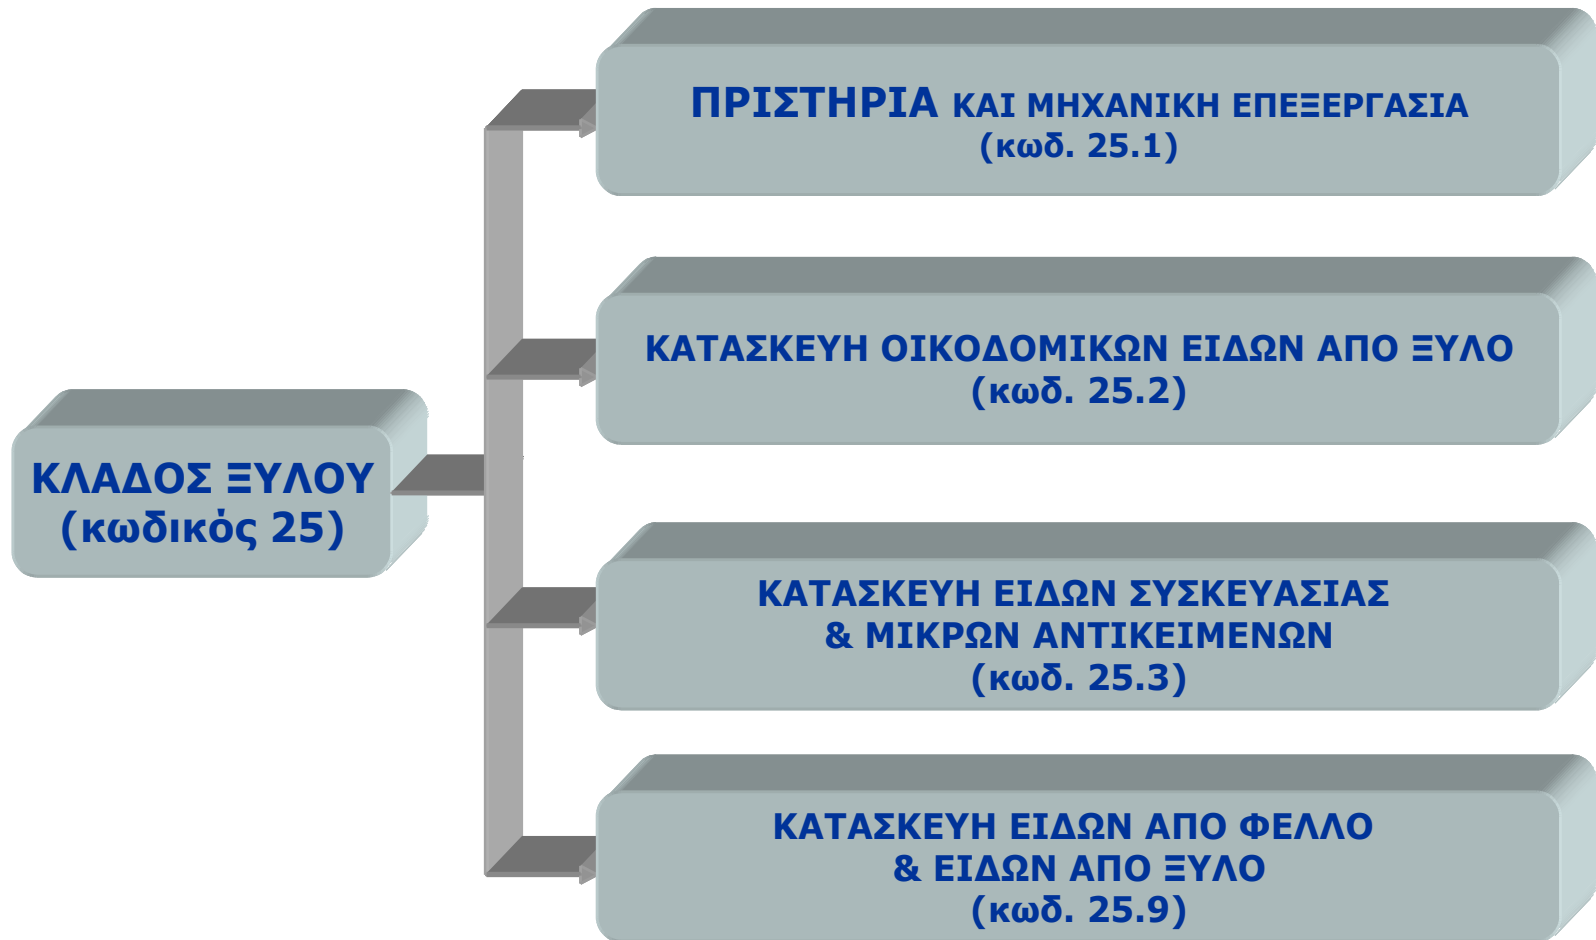 ΠΡΙΣΤΗΡΙΑ ΚΑΙ ΜΗΧΑΝΙΚΗ ΕΠΕΞΕΡΓΑΣΙΑ
(κωδ. 25.1)
ΚΑΤΑΣΚΕΥΗ ΟΙΚΟΔΟΜΙΚΩΝ ΕΙΔΩΝ ΑΠΟ ΞΥΛΟ
(κωδ. 25.2)
ΚΛΑΔΟΣ ΞΥΛΟΥ
(κωδικός 25)
ΚΑΤΑΣΚΕΥΗ ΕΙΔΩΝ ΣΥΣΚΕΥΑΣΙΑΣ
& ΜΙΚΡΩΝ ΑΝΤΙΚΕΙΜΕΝΩΝ
(κωδ. 25.3)
ΚΑΤΑΣΚΕΥΗ ΕΙΔΩΝ ΑΠΟ ΦΕΛΛΟ
& ΕΙΔΩΝ ΑΠΟ ΞΥΛΟ
(κωδ. 25.9)